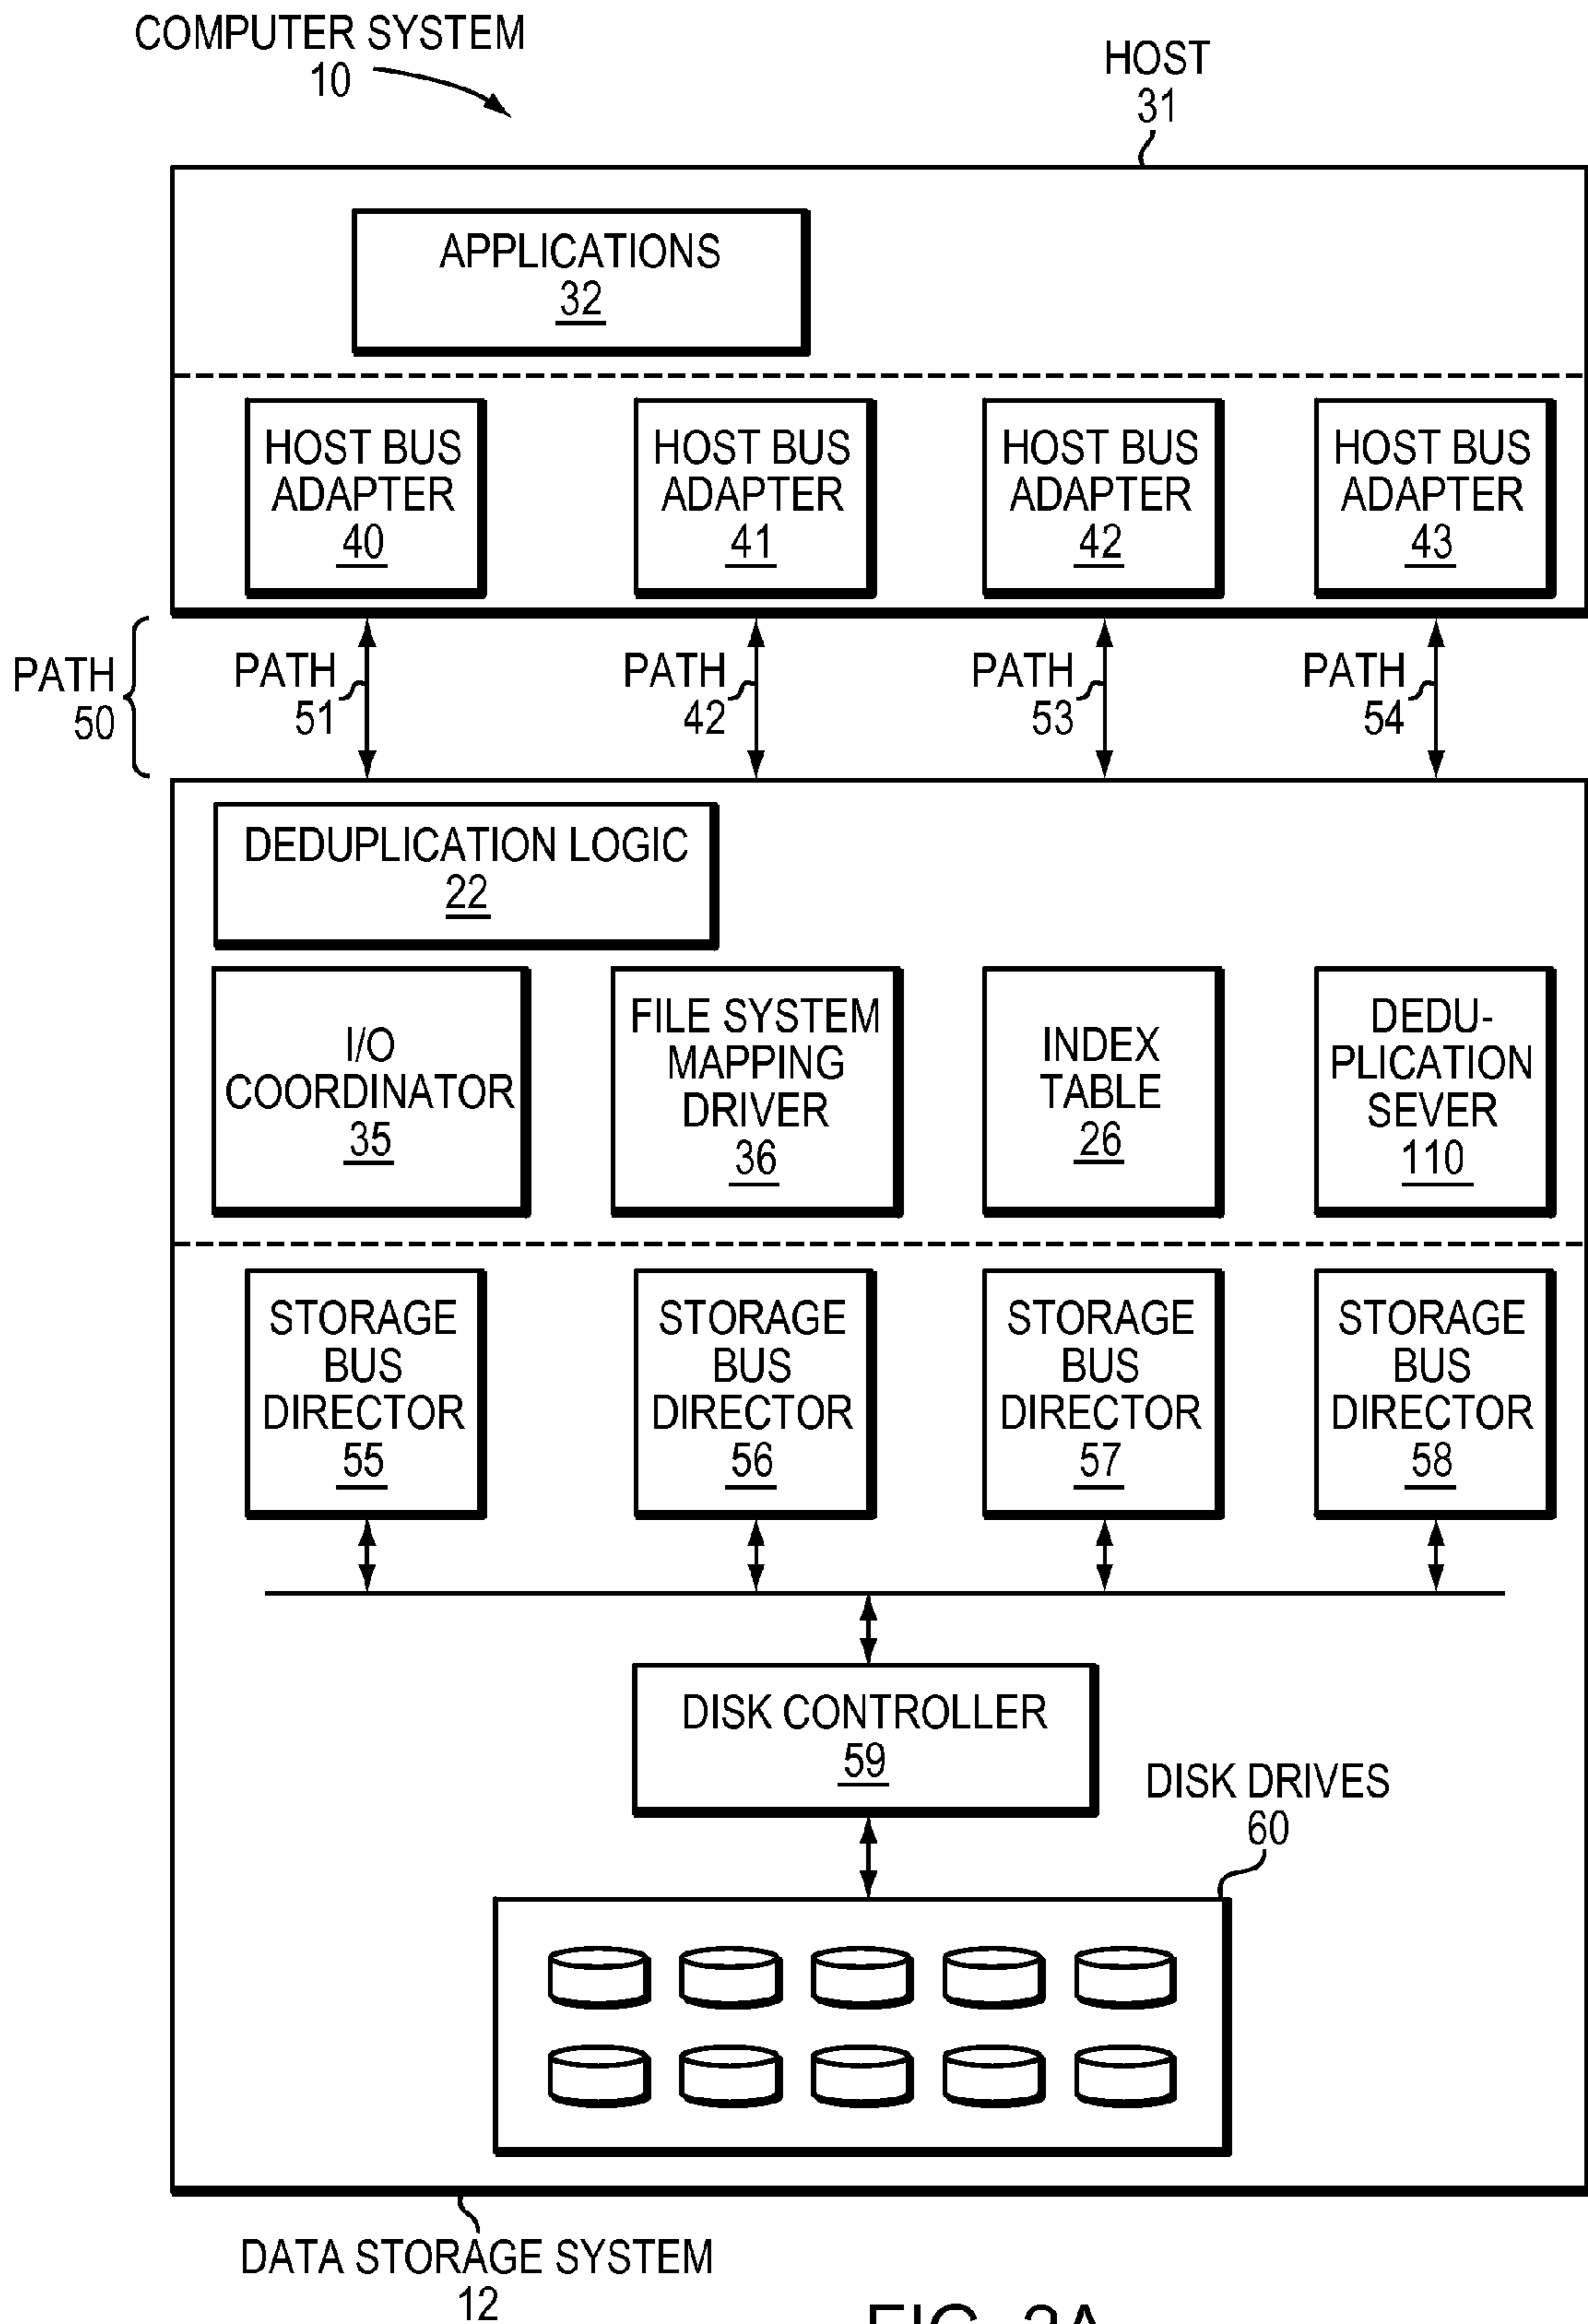 COMPUTER SYSTEM
10
HOST
31
APPLICATIONS
32
HOST BUS
ADAPTER
40
HOST BUS
ADAPTER
41
HOST BUS
ADAPTER
42
HOST BUS
ADAPTER
43
PATH
50
PATH
51
PATH
42
PATH
53
PATH
54
DEDUPLICATION LOGIC
22
I/O
COORDINATOR
35
FILE SYSTEM
MAPPING
DRIVER
36
INDEX
TABLE
26
DEDU-
PLICATION
SEVER
110
STORAGE
BUS
DIRECTOR
55
STORAGE
BUS
DIRECTOR
56
STORAGE
BUS
DIRECTOR
57
STORAGE
BUS
DIRECTOR
58
DISK CONTROLLER
59
DISK DRIVES
60
DATA STORAGE SYSTEM
12
FIG. 2A